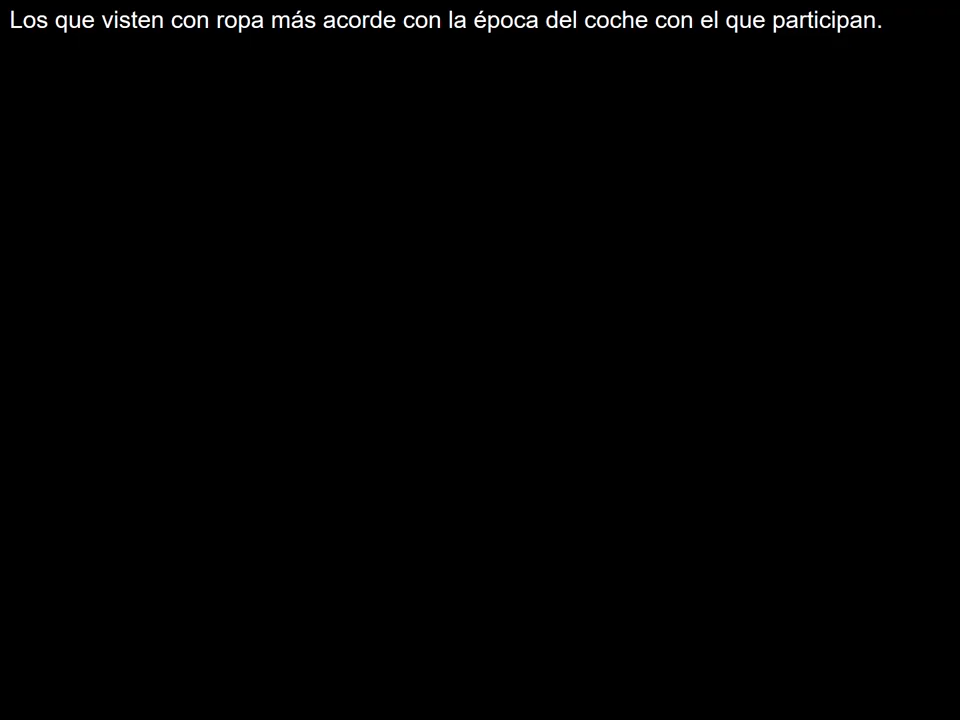 Los que visten con ropa más acorde con la época del coche con el que participan.